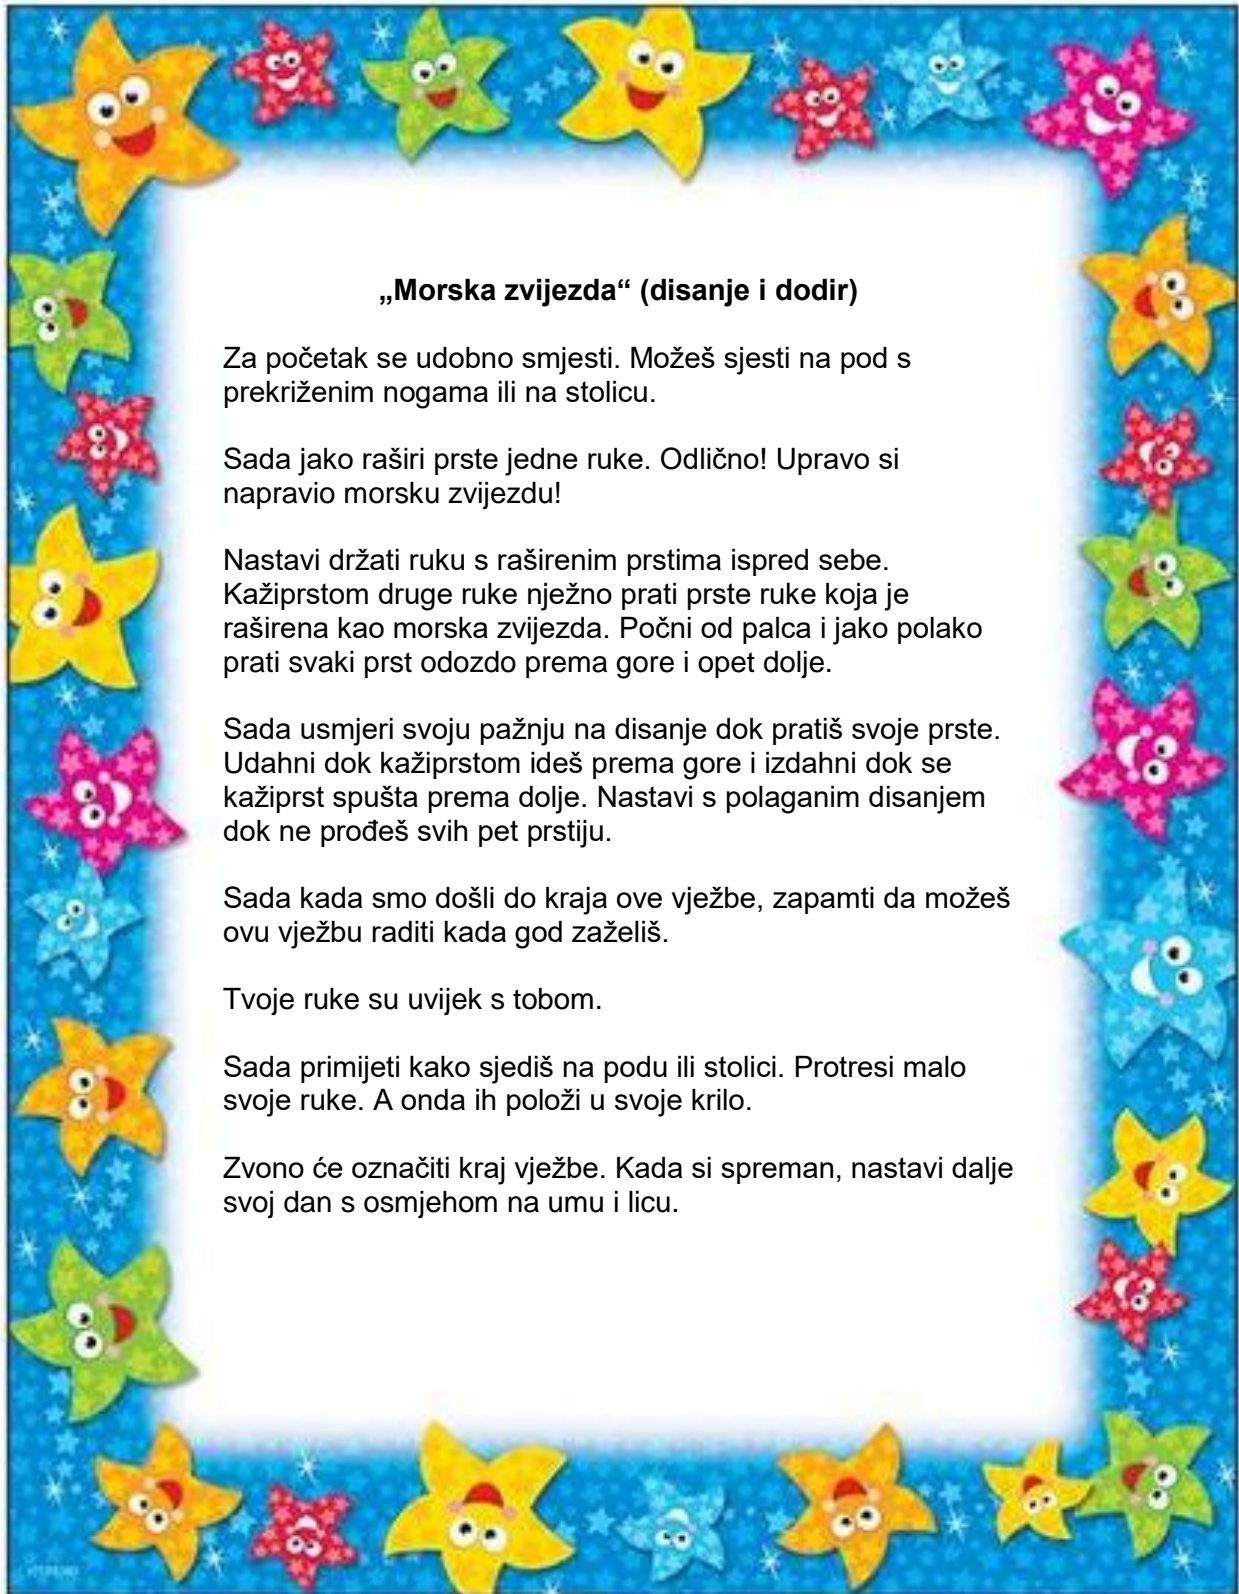 „Morska zvijezda“ (disanje i dodir)
Za početak se udobno smjesti. Možeš sjesti na pod s
prekriženim nogama ili na stolicu.
Sada jako raširi prste jedne ruke. Odlično! Upravo si
napravio morsku zvijezdu!
Nastavi držati ruku s raširenim prstima ispred sebe.
Kažiprstom druge ruke nježno prati prste ruke koja je
raširena kao morska zvijezda. Počni od palca i jako polako
prati svaki prst odozdo prema gore i opet dolje.
Sada usmjeri svoju pažnju na disanje dok pratiš svoje prste.
Udahni dok kažiprstom ideš prema gore i izdahni dok se
kažiprst spušta prema dolje. Nastavi s polaganim disanjem
dok ne prođeš svih pet prstiju.
Sada kada smo došli do kraja ove vježbe, zapamti da možeš
ovu vježbu raditi kada god zaželiš.
Tvoje ruke su uvijek s tobom.
Sada primijeti kako sjediš na podu ili stolici. Protresi malo
svoje ruke. A onda ih položi u svoje krilo.
Zvono će označiti kraj vježbe. Kada si spreman, nastavi dalje
svoj dan s osmjehom na umu i licu.